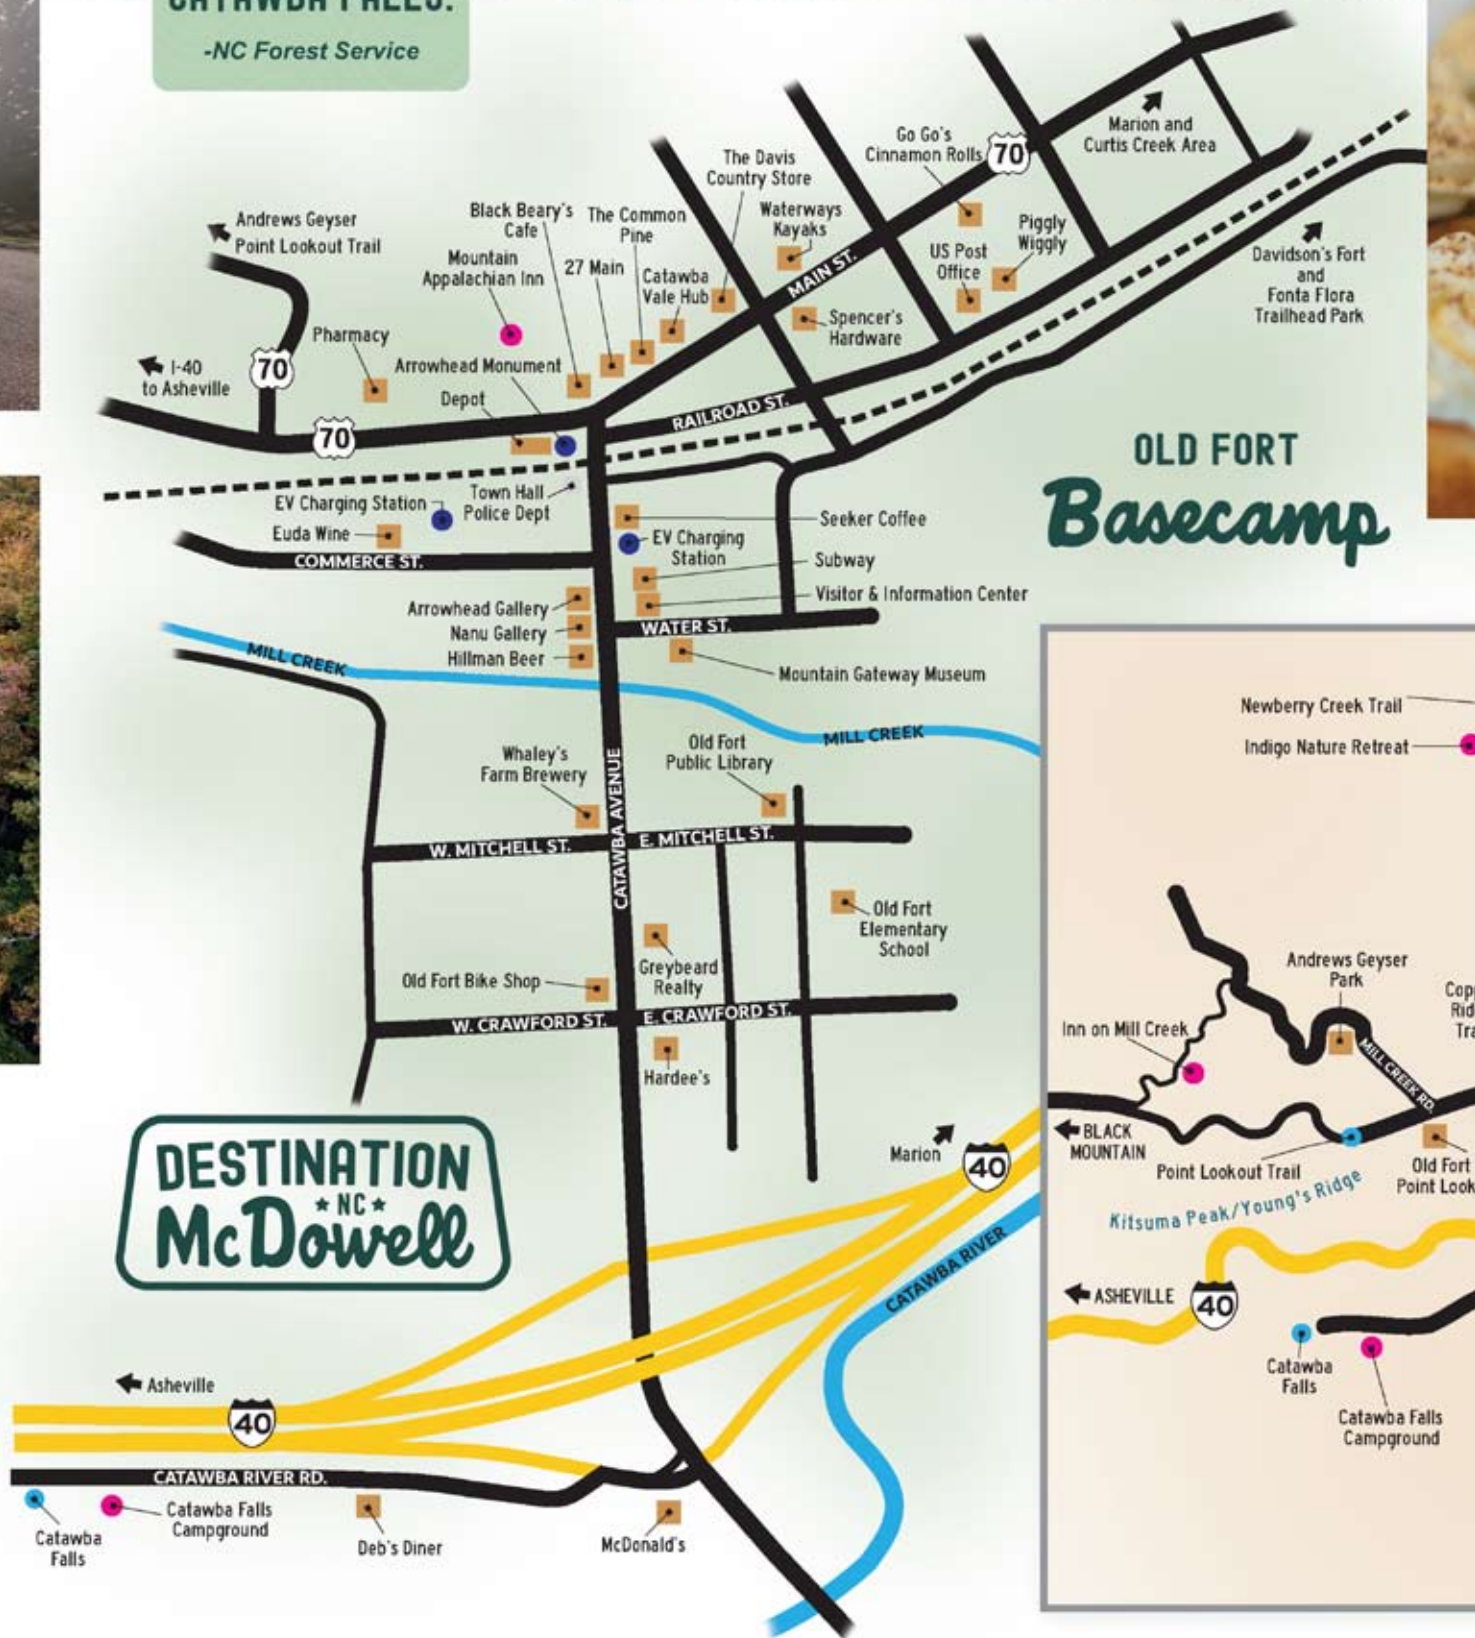 -NC Forest Service
Marion and
Curtis Creek Area
Go Go's
Cinnamon Rolls
70
The Davis
Country Store
Waterways
Kayaks
Piggly
Wiggly
US Post
Office
MAIN ST.
Spencer's
Hardware
Davidson's Fort
and
Fonta Flora
Trailhead Park
Andrews Geyser
Point Lookout Trail
Black Beary's
Cafe
The Common
Pine
Mountain
Appalachian Inn
27 Main
Catawba
Vale Hub
Pharmacy
Arrowhead Monument
I-40
to Asheville
70
Depot
70
RAILROAD ST.
OLD FORT
Basecamp
EV Charging Station
Town Hall
Police Dept
Euda Wine
COMMERCE ST.
Seeker Coffee
EV Charging
Station
Subway
Visitor & Information Center
Arrowhead Gallery
Nanu Gallery
Hillman Beer
WATER ST.
Mountain Gateway Museum
MILL CREEK
MILL CREEK
Whaley's
Farm Brewery
Old Fort
Public Library
CATAWBA AVENUE
W. MITCHELL ST.
E. MITCHELL ST.
Old Fort
Elementary
School
Greybeard
Realty
Old Fort Bike Shop
W. CRAWFORD ST.
E. CRAWFORD ST.
Hardee's
DESTINATION
NC
McDowell
Marion
40
CATAWBA RIVER
Asheville
40
CATAWBA RIVER RD.
Catawba
Falls
Catawba Falls
Campground
Deb's Diner
McDonald's
Newberry Creek Trail
Indigo Nature Retreat
Andrews Geyser
Park
Inn on Mill Creek
MILL CREEK RD.
BLACK
MOUNTAIN
Point Lookout Trail
Old Fort
Point Look
Kitsuma Peak/Young's Ridge
ASHEVILLE
40
Catawba
Falls
Catawba Falls
Campground